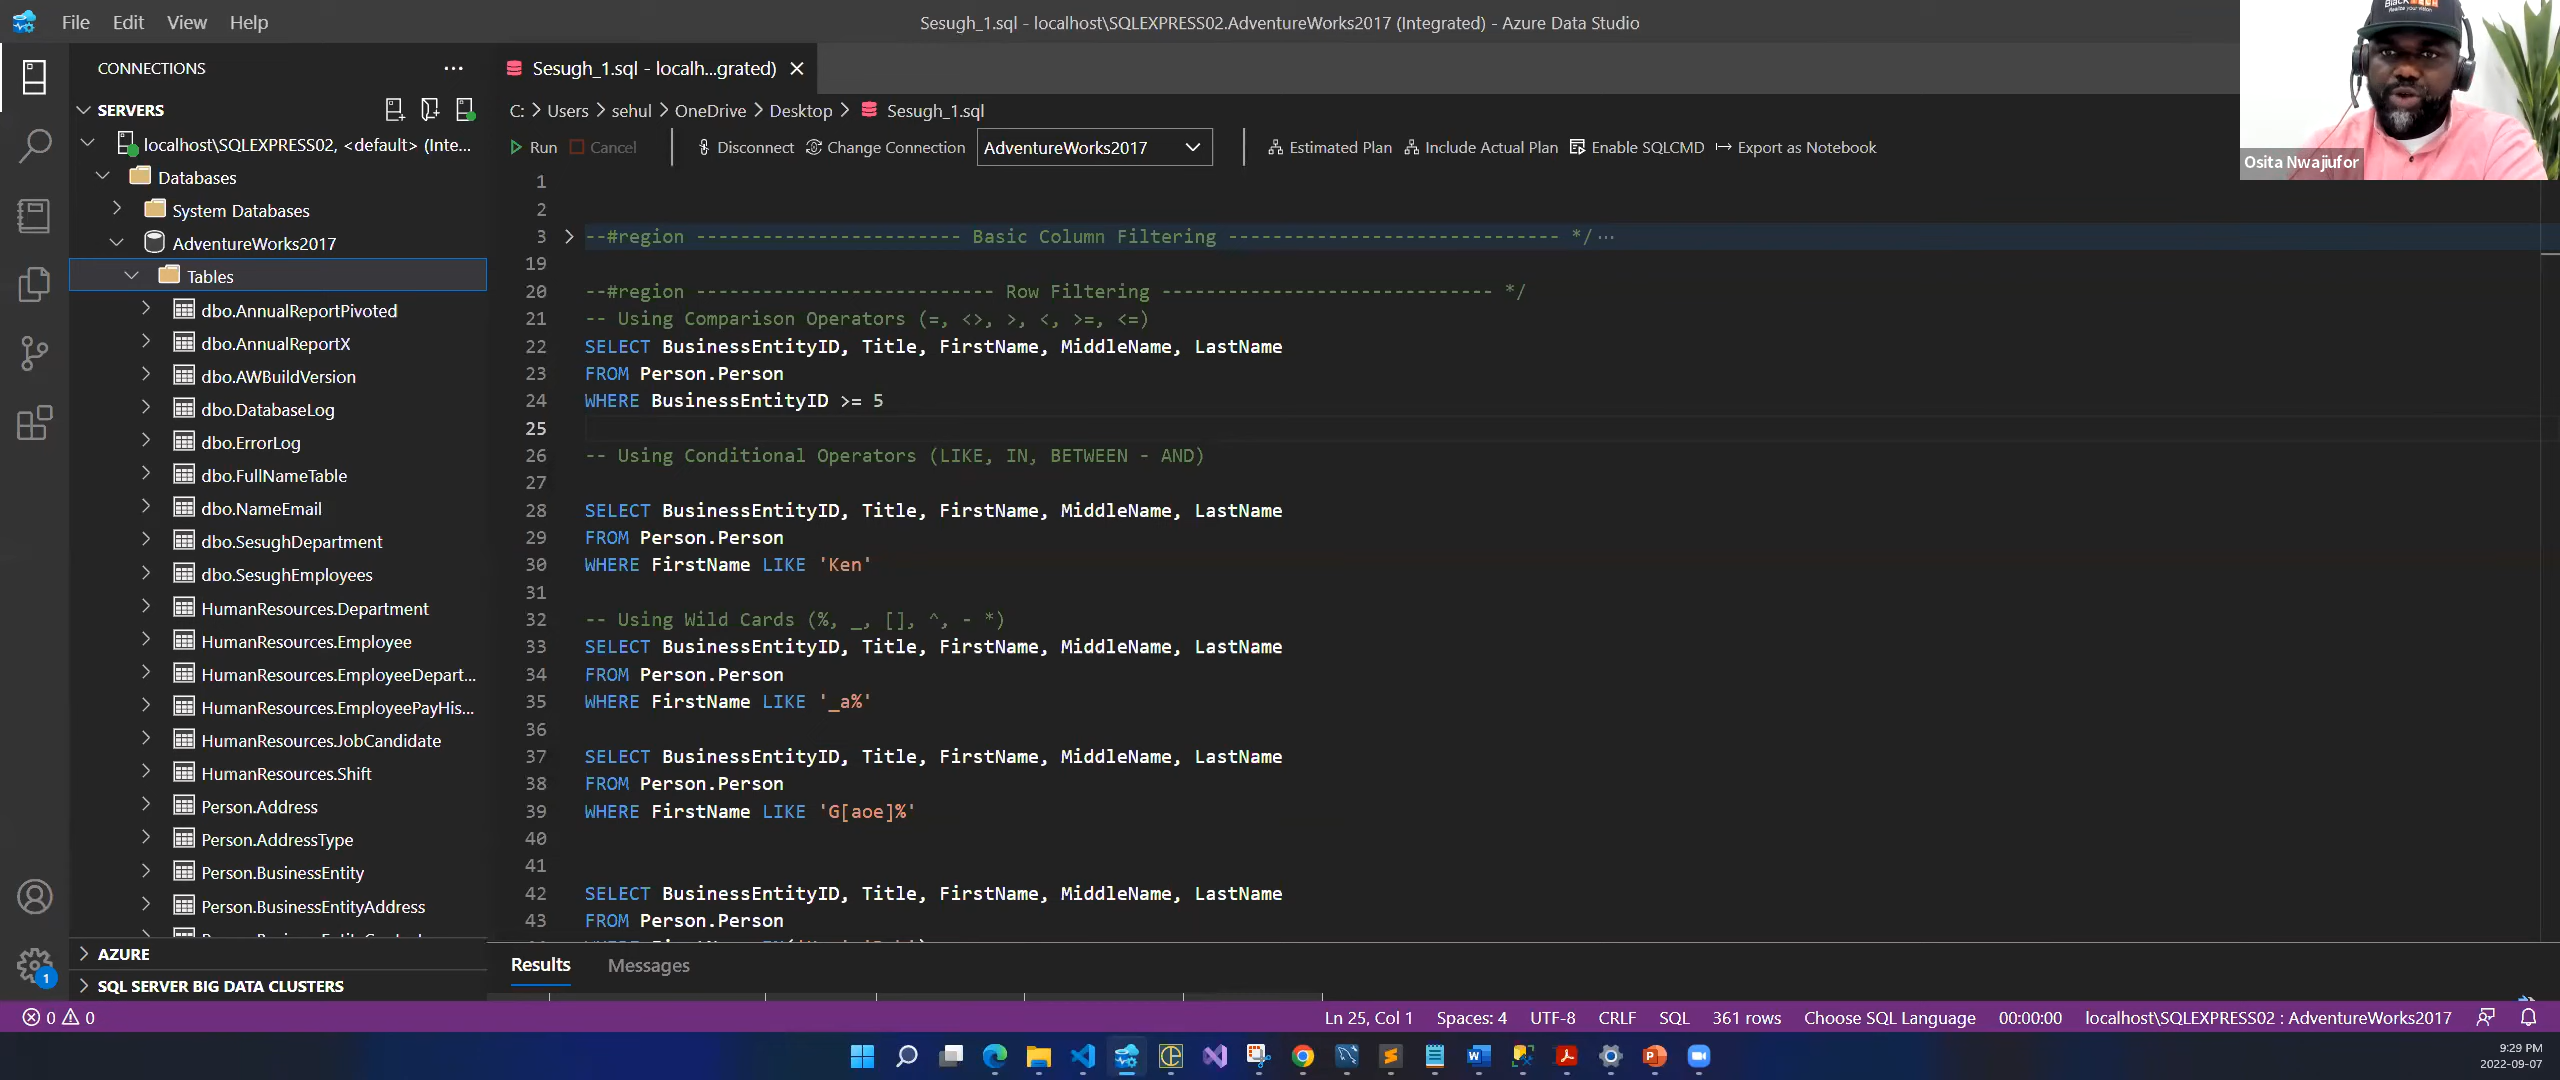 File Edit View Help
Sesugh_1.sql - localhost\SQLEXPRESS02.AdventureWorks2017 (Integrated) - Azure Data Studio
Osita Nwajiufor
CONNECTIONS
SERVERS
localhost\SQLEXPRESS02, <default> (Inte...
Databases
System Databases
AdventureWorks2017
Tables
dbo.AnnualReportPivoted
dbo.AnnualReportX
dbo.AWBuildVersion
dbo.DatabaseLog
dbo.ErrorLog
dbo.FullNameTable
dbo.NameEmail
dbo.SesughDepartment
dbo.SesughEmployees
HumanResources.Department
HumanResources.Employee
HumanResources.EmployeeDepart...
HumanResources.EmployeePayHis...
HumanResources.JobCandidate
HumanResources.Shift
Person.Address
Person.AddressType
Person.BusinessEntity
Person.BusinessEntityAddress
AZURE
SQL SERVER BIG DATA CLUSTERS
Sesugh_1.sql - localh...grated)
C: > Users > sehul > OneDrive > Desktop > Sesugh_1.sql
Run Cancel Disconnect Change Connection AdventureWorks2017 Estimated Plan Include Actual Plan Enable SQLCMD Export as Notebook
1
2
3 --#region ------------------------ Basic Column Filtering ------------------------------ */...
19
20 --#region --------------------------- Row Filtering ------------------------------ */
21 -- Using Comparison Operators (=, <>, >, <, >=, <=)
22 SELECT BusinessEntityID, Title, FirstName, MiddleName, LastName
23 FROM Person.Person
24 WHERE BusinessEntityID >= 5
25
26 -- Using Conditional Operators (LIKE, IN, BETWEEN - AND)
27
28 SELECT BusinessEntityID, Title, FirstName, MiddleName, LastName
29 FROM Person.Person
30 WHERE FirstName LIKE 'Ken'
31
32 -- Using Wild Cards (%, _, [], ^, - *)
33 SELECT BusinessEntityID, Title, FirstName, MiddleName, LastName
34 FROM Person.Person
35 WHERE FirstName LIKE '_a%'
36
37 SELECT BusinessEntityID, Title, FirstName, MiddleName, LastName
38 FROM Person.Person
39 WHERE FirstName LIKE 'G[aoe]%'
40
41
42 SELECT BusinessEntityID, Title, FirstName, MiddleName, LastName
43 FROM Person.Person
Results Messages
1
0 0
Ln 25, Col 1 Spaces: 4 UTF-8 CRLF SQL 361 rows Choose SQL Language 00:00:00 localhost\SQLEXPRESS02 : AdventureWorks2017
9:29 PM
2022-09-07